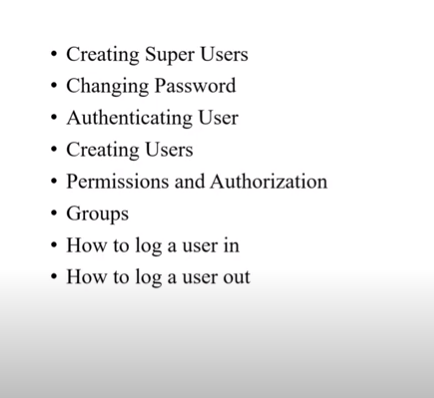 • Creating Super Users
• Changing Password
• Authenticating User
• Creating Users
• Permissions and Authorization
• Groups
• How to log a user in
• How to log a user out